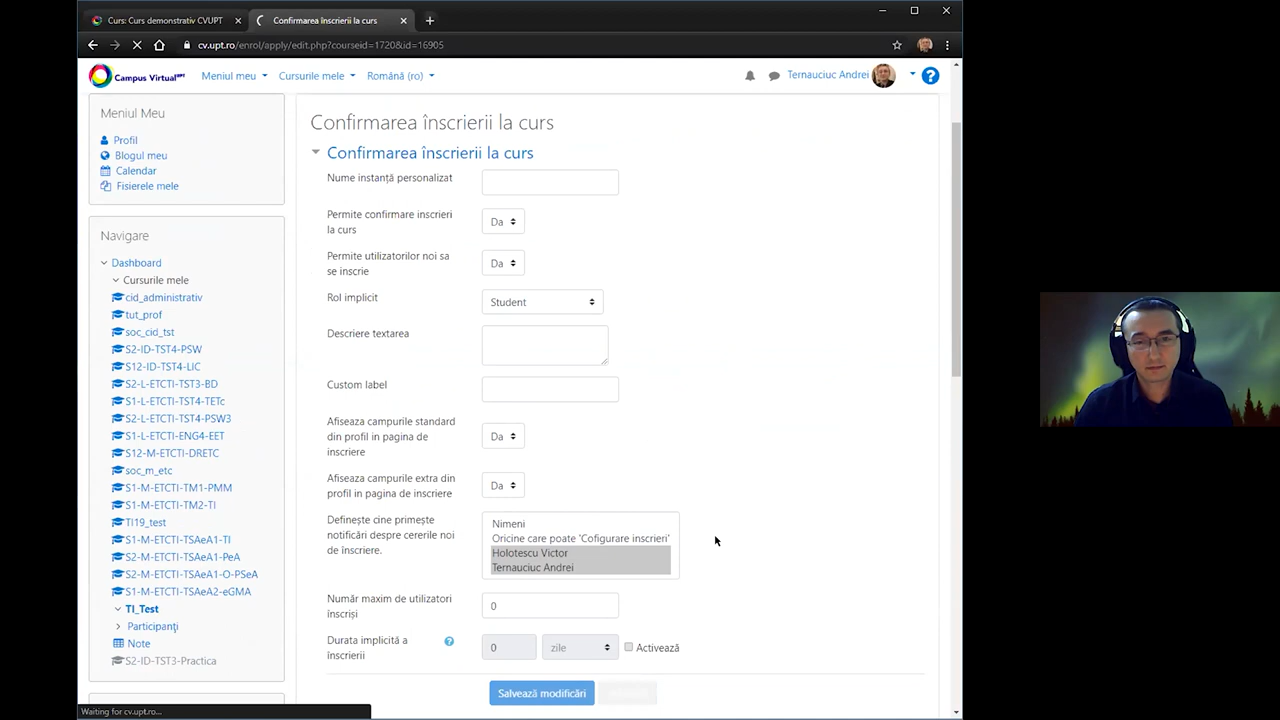 Curs: Curs demonstrativ CVUPT
Confirmarea înscrierii la curs
cv.upt.ro/enrol/apply/edit.php?courseid=1720&id=16905
Campus Virtual upt
Meniul meu
Cursurile mele
Română (ro)
Ternauciuc Andrei
?
Meniul Meu
Profil
Blogul meu
Calendar
Fisierele mele
Navigare
Dashboard
Cursurile mele
cid_administrativ
tut_prof
soc_cid_tst
S2-ID-TST4-PSW
S12-ID-TST4-LIC
S2-L-ETCTI-TST3-BD
S1-L-ETCTI-TST4-TETc
S2-L-ETCTI-TST4-PSW3
S1-L-ETCTI-ENG4-EET
S12-M-ETCTI-DRETC
soc_m_etc
S1-M-ETCTI-TM1-PMM
S1-M-ETCTI-TM2-TI
TI19_test
S1-M-ETCTI-TSAeA1-TI
S2-M-ETCTI-TSAeA1-PeA
S2-M-ETCTI-TSAeA1-O-PSeA
S1-M-ETCTI-TSAeA2-eGMA
TI_Test
Participanţi
Note
S2-ID-TST3-Practica
Confirmarea înscrierii la curs
Confirmarea înscrierii la curs
Nume instanță personalizat
Permite confirmare inscrieri
la curs
Da
Permite utilizatorilor noi sa
se inscrie
Da
Rol implicit
Student
Descriere textarea
Custom label
Afiseaza campurile standard
din profil in pagina de
inscriere
Da
Afiseaza campurile extra din
profil in pagina de inscriere
Da
Definește cine primește
notificări despre cererile noi
de înscriere.
Nimeni
Oricine care poate 'Cofigurare inscrieri'
Holotescu Victor
Ternauciuc Andrei
Număr maxim de utilizatori
înscriși
0
Durata implicită a
înscrierii
?
0
zile
Activează
Salvează modificări
Waiting for cv.upt.ro...